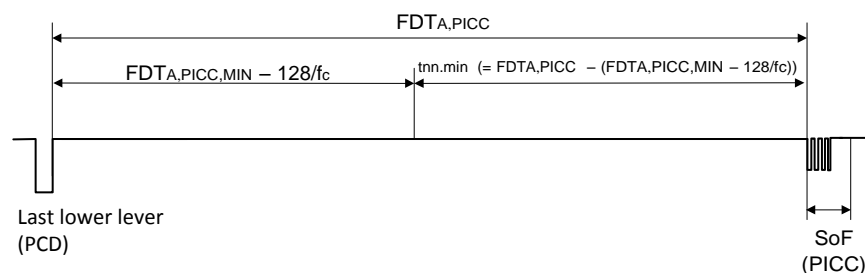 FDTA,PICC
FDTA,PICC,MIN – 128/fc
tnn.min (= FDTA,PICC – (FDTA,PICC,MIN – 128/fc))
Last lower lever
(PCD)
SoF
(PICC)